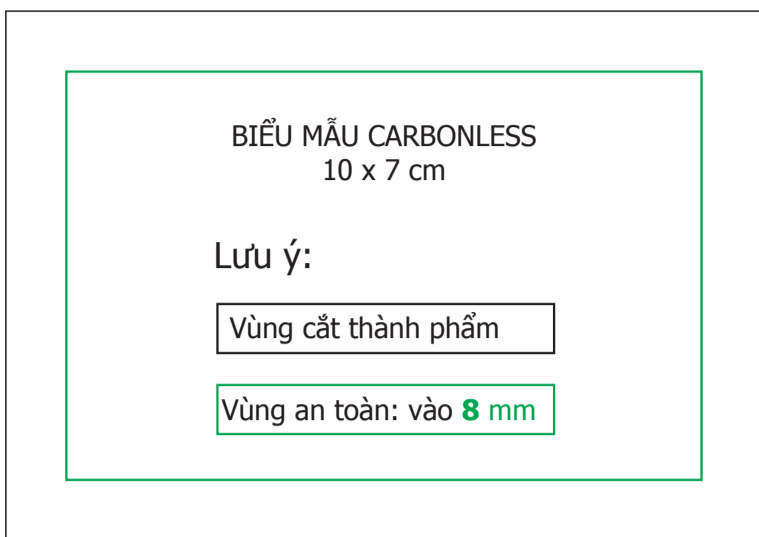 BIỂU MẪU CARBONLESS
10 x 7 cm
Lưu ý:
Vùng cắt thành phẩm
Vùng an toàn: vào 8 mm